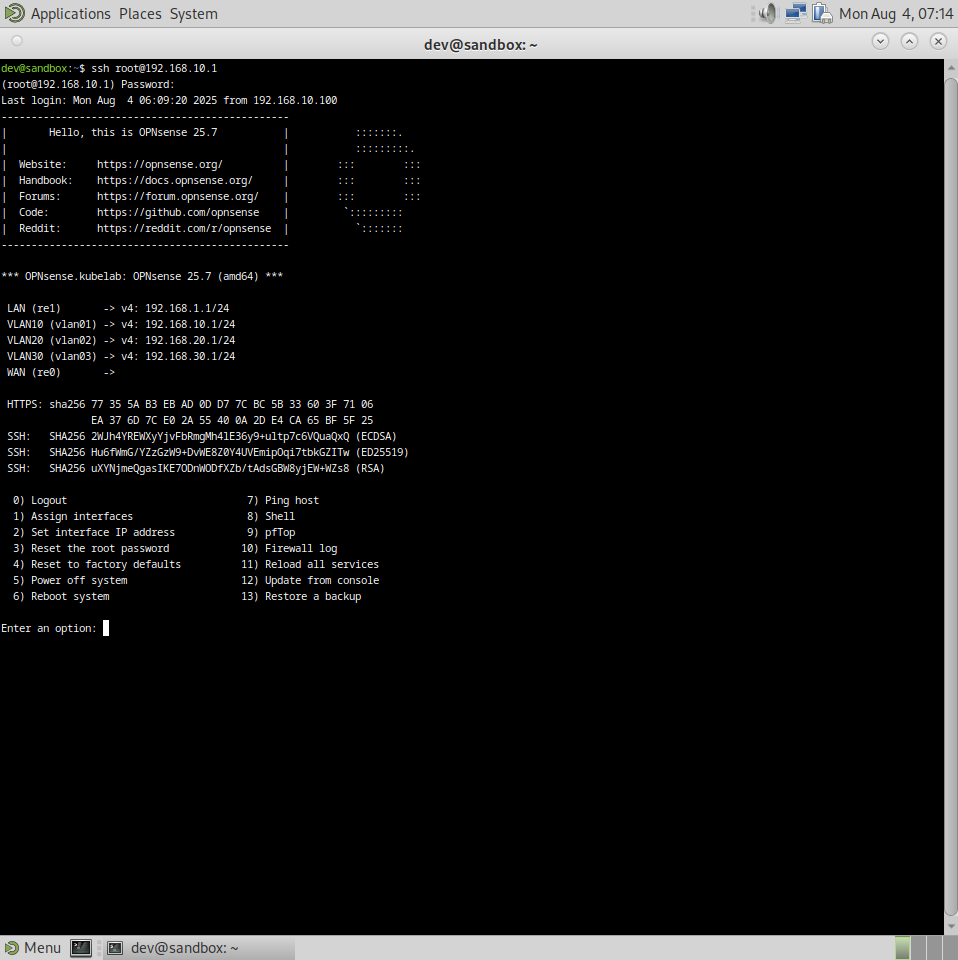 Applications Places System Mon Aug 4, 07:14
dev@sandbox: ~
dev@sandbox:~$ ssh root@192.168.10.1
(root@192.168.10.1) Password:
Last login: Mon Aug  4 06:09:20 2025 from 192.168.10.100
------------------------------------------------
|       Hello, this is OPNsense 25.7           |           :::::::.
|                                              |           :::::::::.
|  Website:     https://opnsense.org/          |        :::        :::
|  Handbook:    https://docs.opnsense.org/     |        :::        :::
|  Forums:      https://forum.opnsense.org/    |        :::        :::
|  Code:        https://github.com/opnsense    |         `:::::::::
|  Reddit:      https://reddit.com/r/opnsense  |           `:::::::
------------------------------------------------
*** OPNsense.kubelab: OPNsense 25.7 (amd64) ***
 LAN (re1)       -> v4: 192.168.1.1/24
 VLAN10 (vlan01) -> v4: 192.168.10.1/24
 VLAN20 (vlan02) -> v4: 192.168.20.1/24
 VLAN30 (vlan03) -> v4: 192.168.30.1/24
 WAN (re0)       ->
 HTTPS: sha256 77 35 5A B3 EB AD 0D D7 7C BC 5B 33 60 3F 71 06
               EA 37 6D 7C E0 2A 55 40 0A 2D E4 CA 65 BF 5F 25
 SSH:   SHA256 2WJh4YREWXyYjvFbRmgMh4lE36y9+ultp7c6VQuaQxQ (ECDSA)
 SSH:   SHA256 Hu6fWmG/YZzGzW9+DvWE8Z0Y4UVEmipOqi7tbkGZITw (ED25519)
 SSH:   SHA256 uXYNjmeQgasIKE7ODnWODfXZb/tAdsGBW8yjEW+WZs8 (RSA)
  0) Logout                              7) Ping host
  1) Assign interfaces                   8) Shell
  2) Set interface IP address            9) pfTop
  3) Reset the root password            10) Firewall log
  4) Reset to factory defaults          11) Reload all services
  5) Power off system                   12) Update from console
  6) Reboot system                      13) Restore a backup
Enter an option:
Menu dev@sandbox: ~